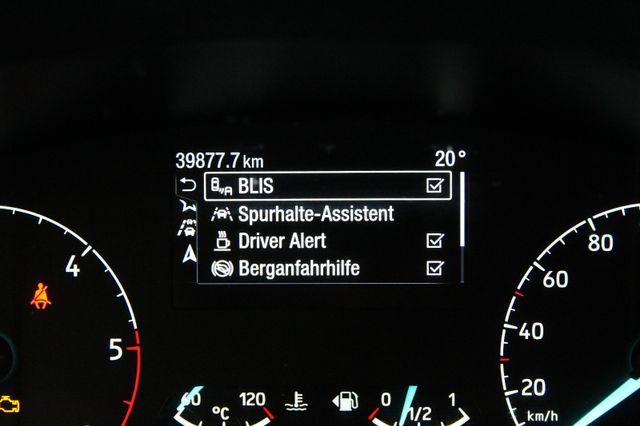 39877.7 km 20°
BLIS
Spurhalte-Assistent
Driver Alert
Berganfahrhilfe
4
5
80
60
40
20
km/h
60 120
°C
0 1
1/2